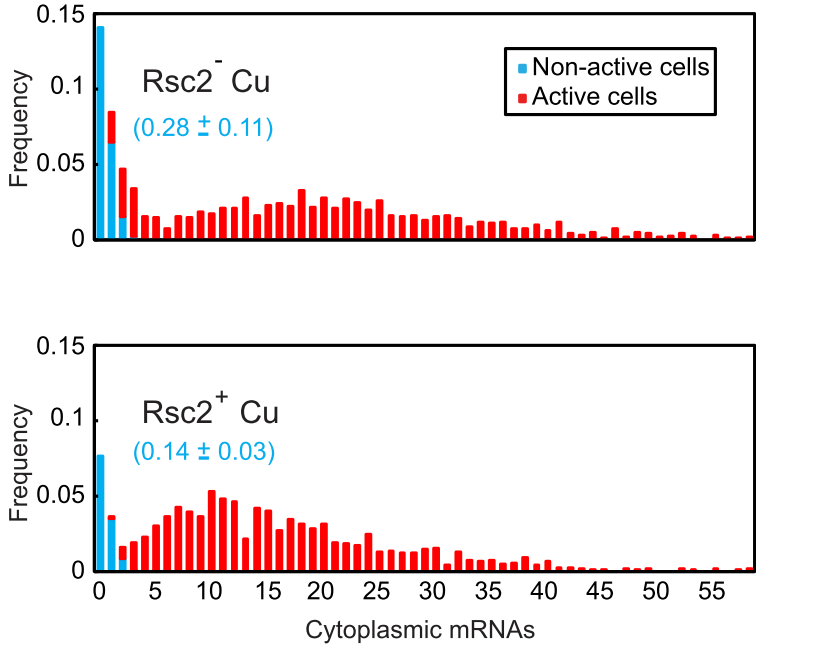 0.15
0.1
0.05
0
Frequency
Rsc2- Cu
(0.28 ± 0.11)
Non-active cells
Active cells
0.15
0.1
0.05
0
Frequency
Rsc2+ Cu
(0.14 ± 0.03)
0 5 10 15 20 25 30 35 40 45 50 55
Cytoplasmic mRNAs